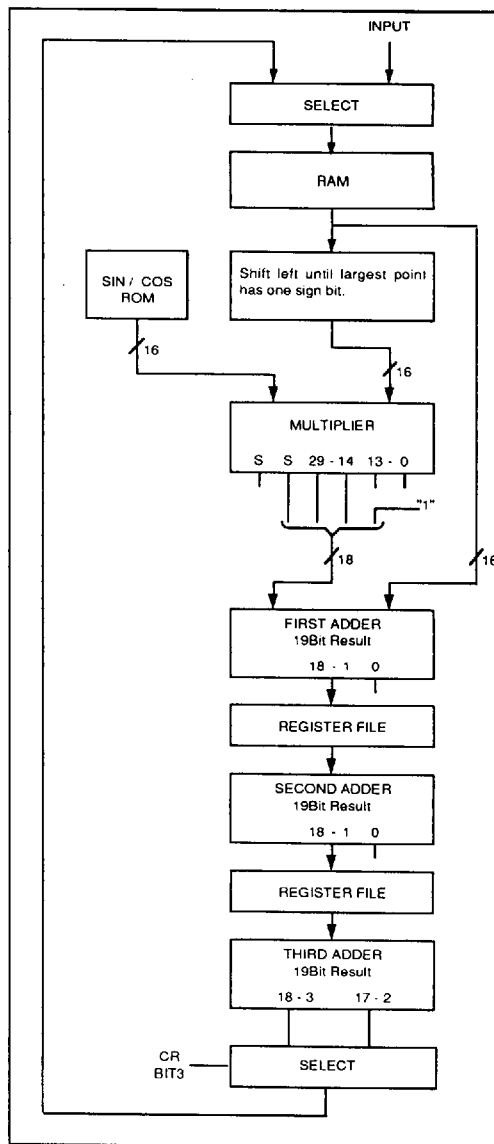 INPUT
SELECT
RAM
SIN / COS
ROM
Shift left until largest point
has one sign bit.
16
16
MULTIPLIER
S S 29 - 14 13 - 0
"1"
18
16
FIRST ADDER
19Bit Result
18 - 1 0
REGISTER FILE
SECOND ADDER
19Bit Result
18 - 1 0
REGISTER FILE
THIRD ADDER
19Bit Result
18 - 3 17 - 2
CR
BIT3
SELECT